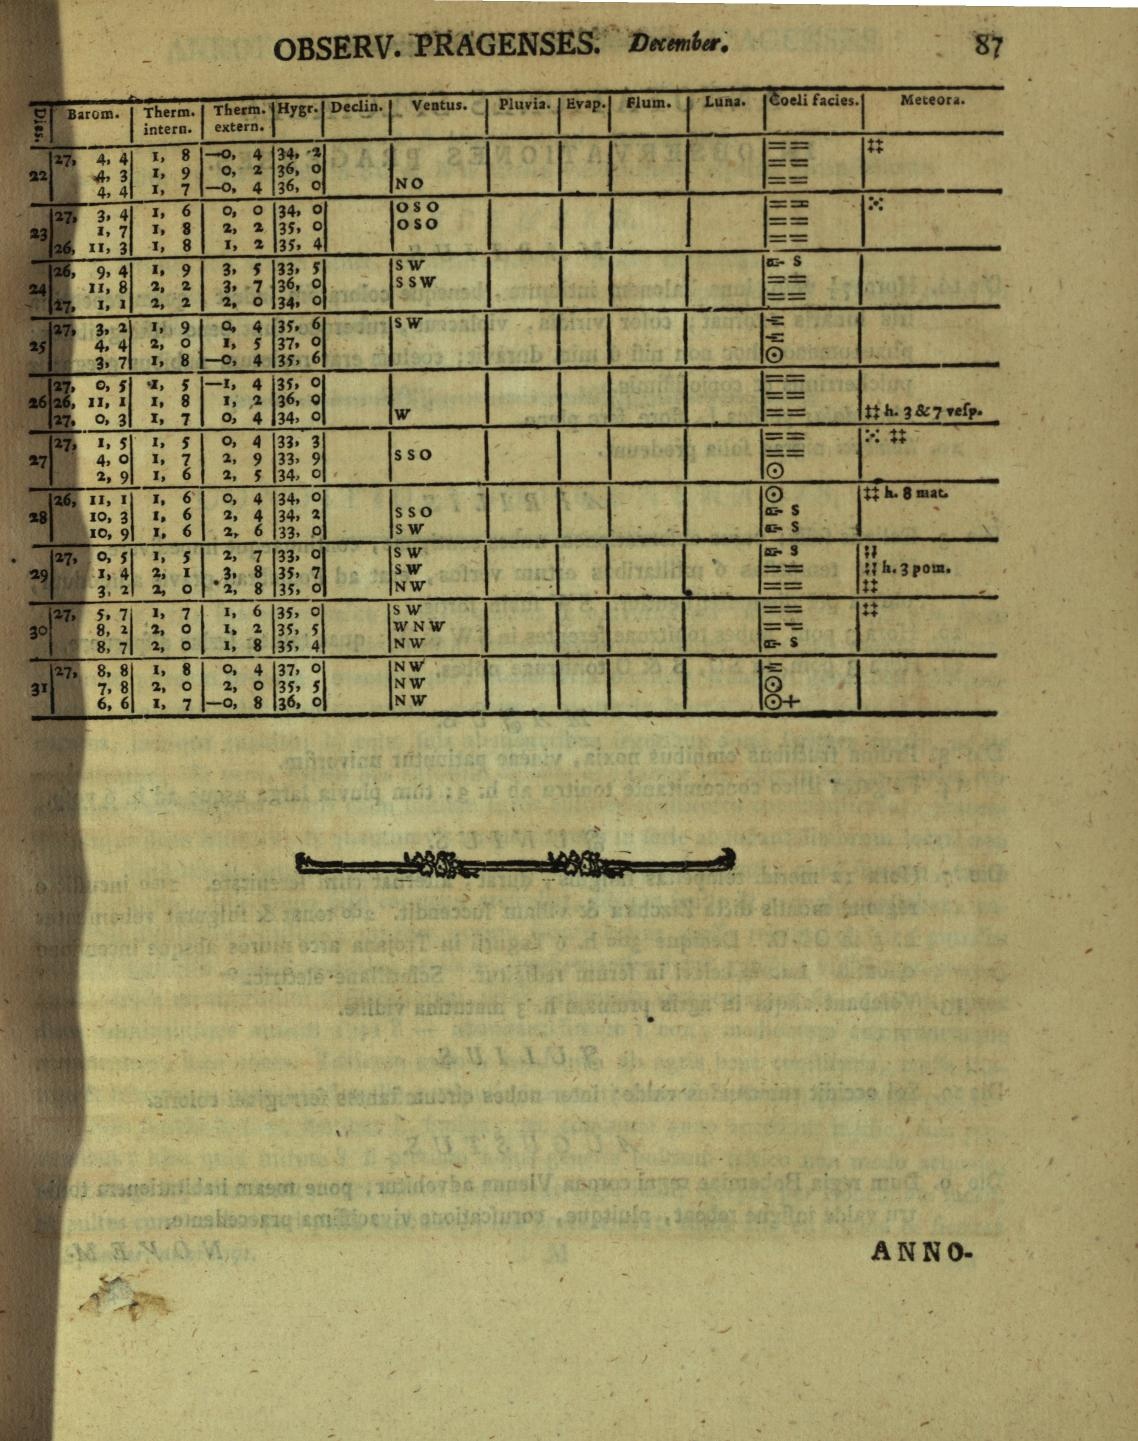 OBSERV. PRAGENSES. December. 87
Dies. Barom. Therm. intern. Therm. extern. Hygr. Declin. Ventus. Pluvia. Evap. Flum. Luna. Coeli facies. Meteora.
27, 4, 4 1, 8 —0, 4 34, 2 == ‡‡
22 4, 3 1, 9 0, 2 36, 0 ==
4, 4 1, 7 —0, 4 36, 0 NO ==
27, 3, 4 1, 6 0, 0 34, 0 OSO ==
23 1, 7 1, 8 2, 2 35, 0 OSO ==
26, 11, 3 1, 8 1, 2 35, 4 ==
26, 9, 4 1, 9 3, 5 33, 5 SW S
24 11, 8 2, 2 3, 7 36, 0 SSW ==
27, 1, 1 2, 2 2, 0 34, 0 ==
27, 3, 2 1, 9 0, 4 35, 6 SW
25 4, 4 2, 0 1, 5 37, 0
3, 7 1, 8 —0, 4 35, 6 ☉
27, 0, 5 1, 5 —1, 4 35, 0 ==
26 26, 11, 1 1, 8 1, 2 36, 0 ==
27, 0, 3 1, 7 0, 4 34, 0 W == ‡‡ h. 3 & 7 vesp.
27, 1, 5 1, 5 0, 4 33, 3 == ‡‡
27 4, 0 1, 7 2, 9 33, 9 SSO ==
2, 9 1, 6 2, 5 34, 0 ☉
26, 11, 1 1, 6 0, 4 34, 0 ☉ ‡‡ h. 8 mat.
28 10, 3 1, 6 2, 4 34, 2 SSO S
10, 9 1, 6 2, 6 33, 0 SW S
27, 0, 5 1, 5 2, 7 33, 0 SW S
29 1, 4 2, 1 3, 8 35, 7 SW == h. 3 pom.
3, 2 2, 0 2, 8 35, 0 NW == ‡‡
27, 5, 7 1, 7 1, 6 35, 0 SW == ‡‡
30 8, 2 2, 0 1, 2 35, 5 WNW ==
8, 7 2, 0 1, 8 35, 4 NW S
27, 8, 8 1, 8 0, 4 37, 0 NW
31 7, 8 2, 0 2, 0 35, 5 NW ☉
6, 6 1, 7 —0, 8 36, 0 NW ☉+
ANNO-